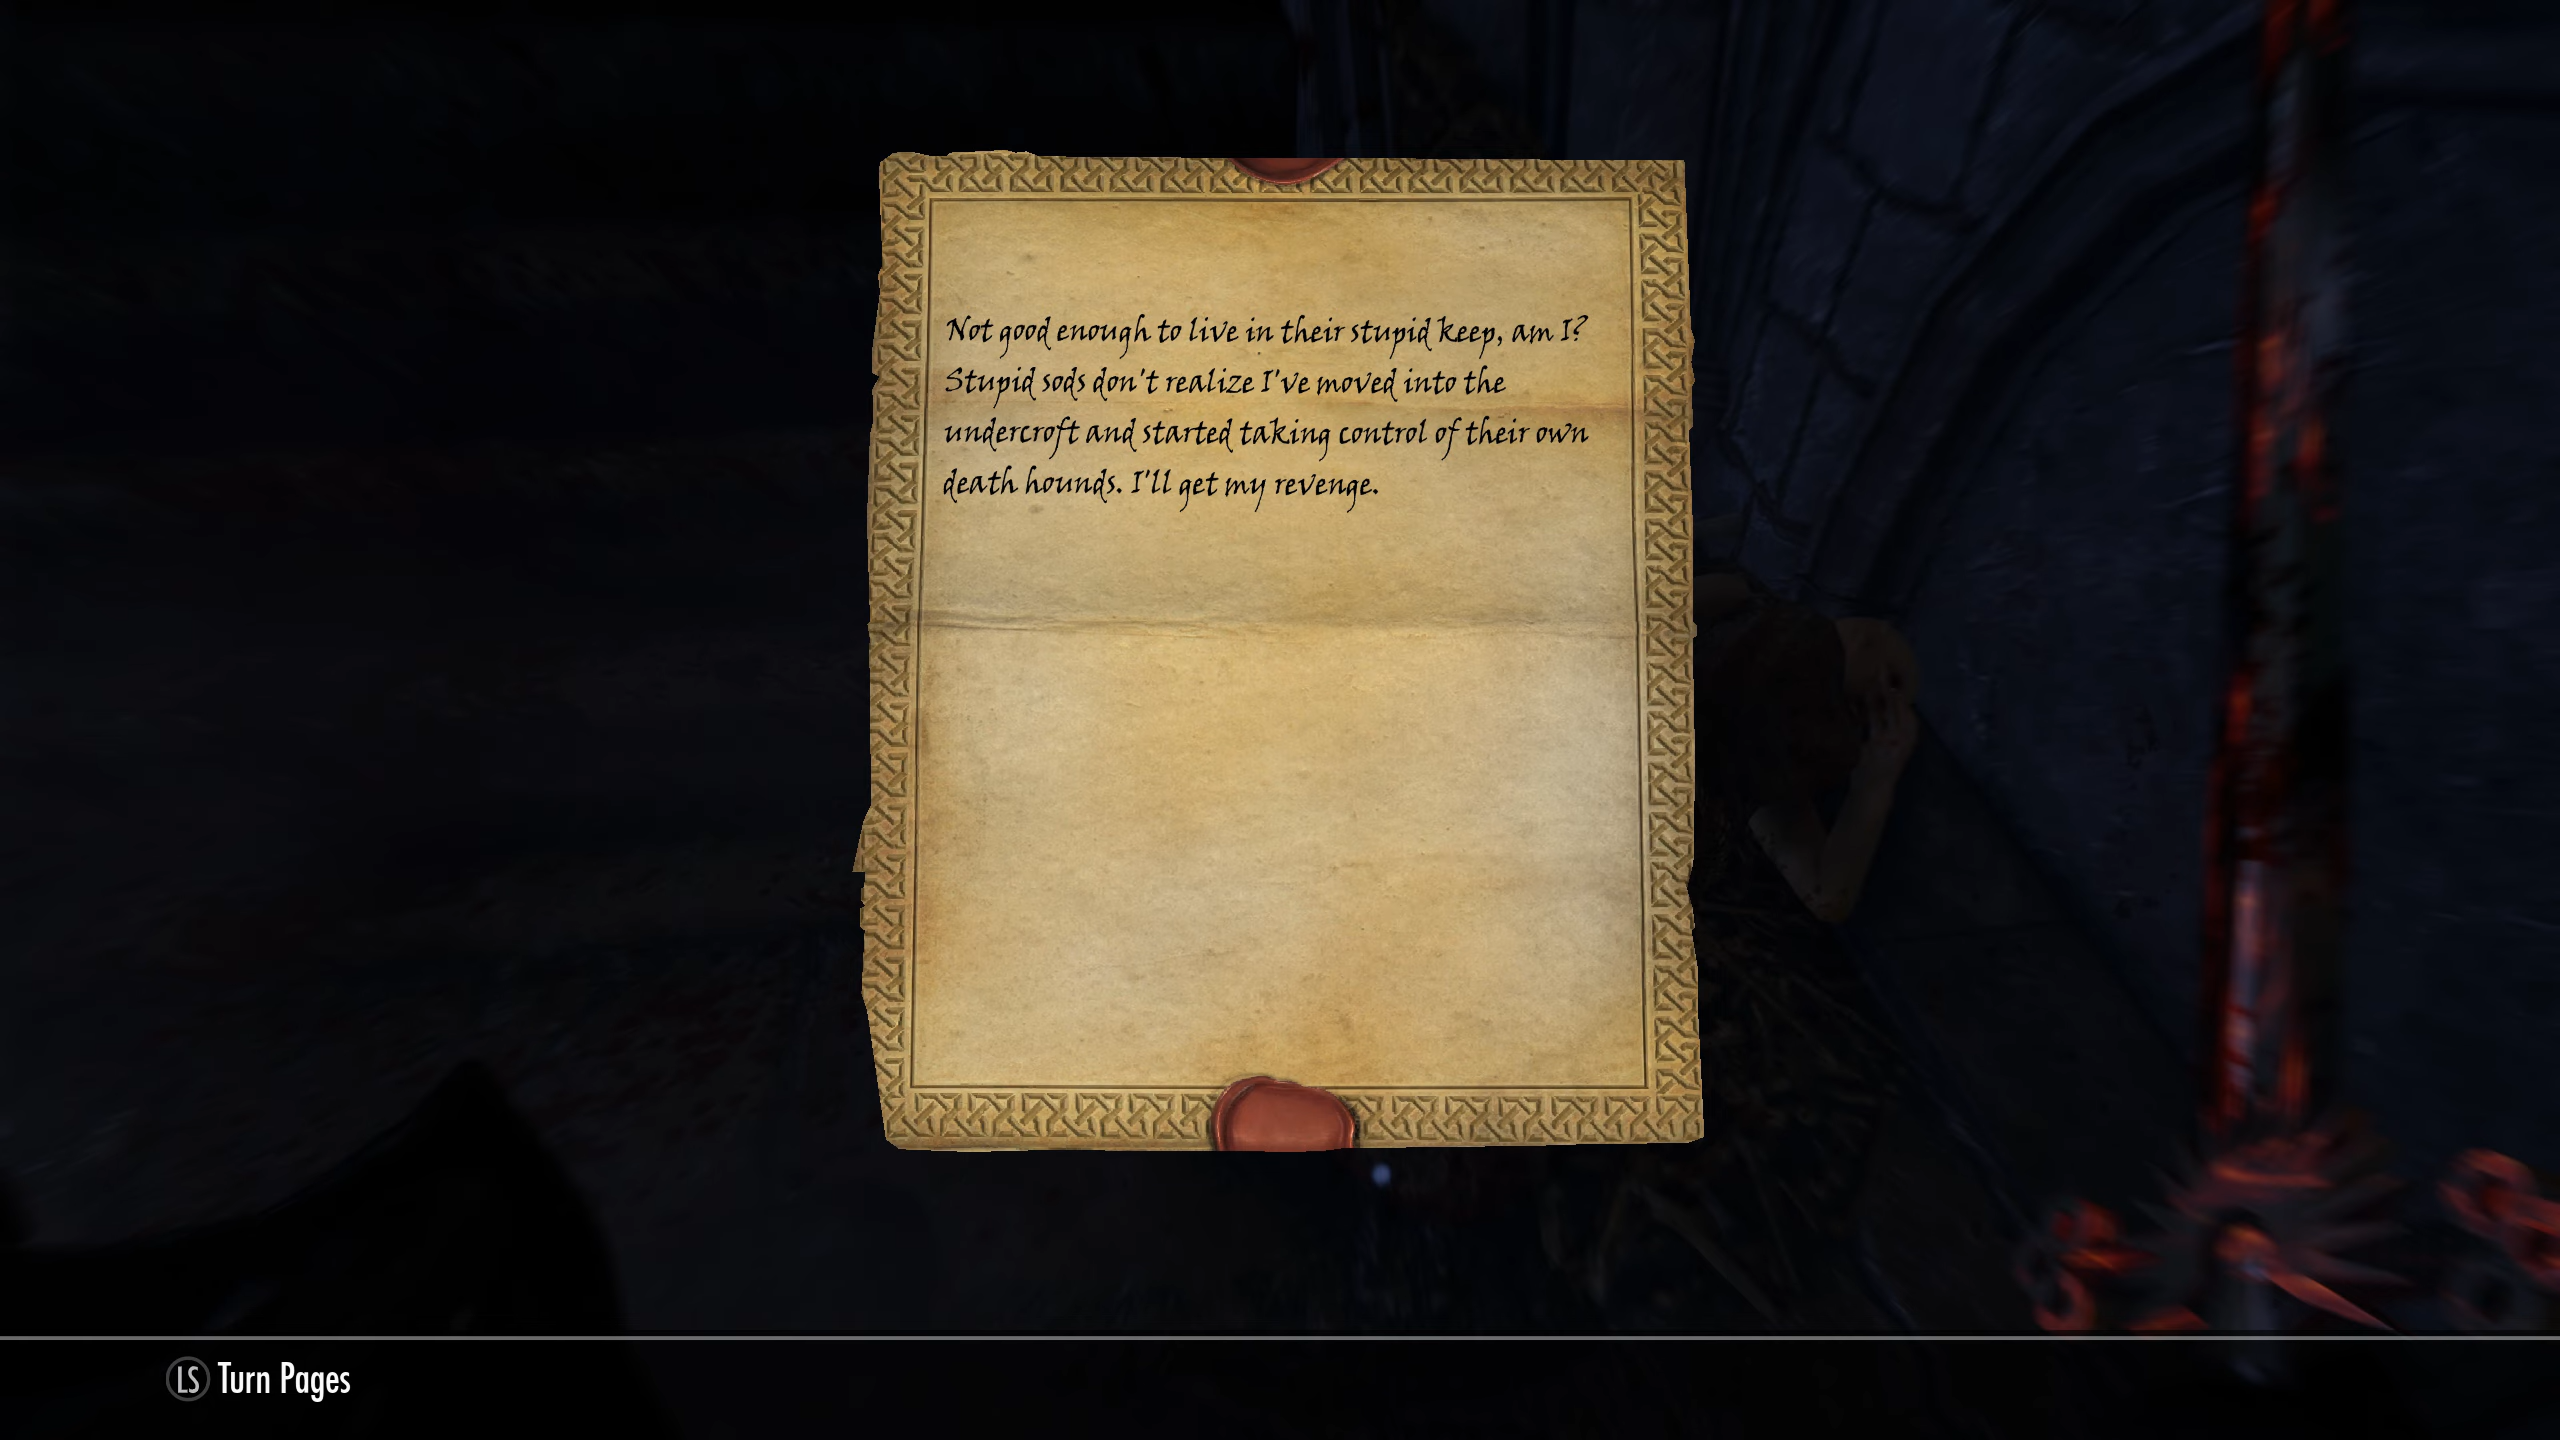 Not good enough to live in their stupid keep, am I?
Stupid sods don't realize I've moved into the
undercroft and started taking control of their own
death hounds. I'll get my revenge.
LS Turn Pages